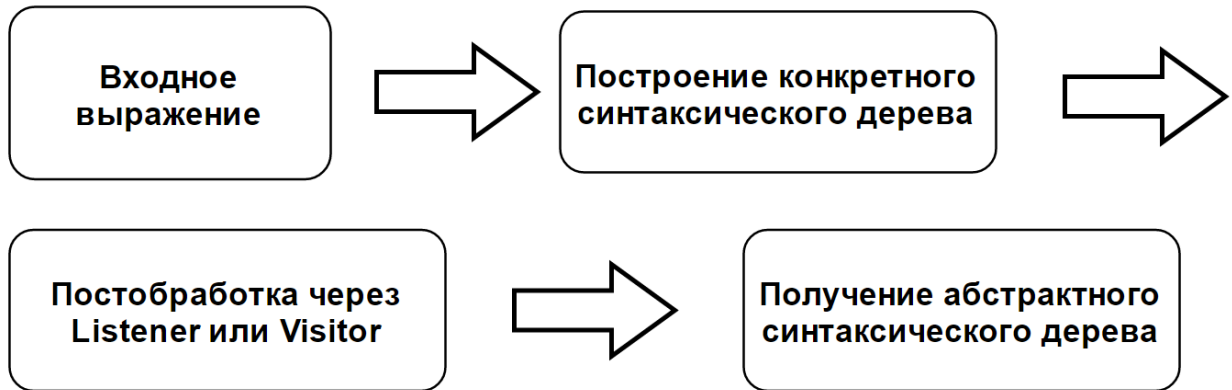 Входное
выражение
Построение конкретного
синтаксического дерева
Постобработка через
Listener или Visitor
Получение абстрактного
синтаксического дерева